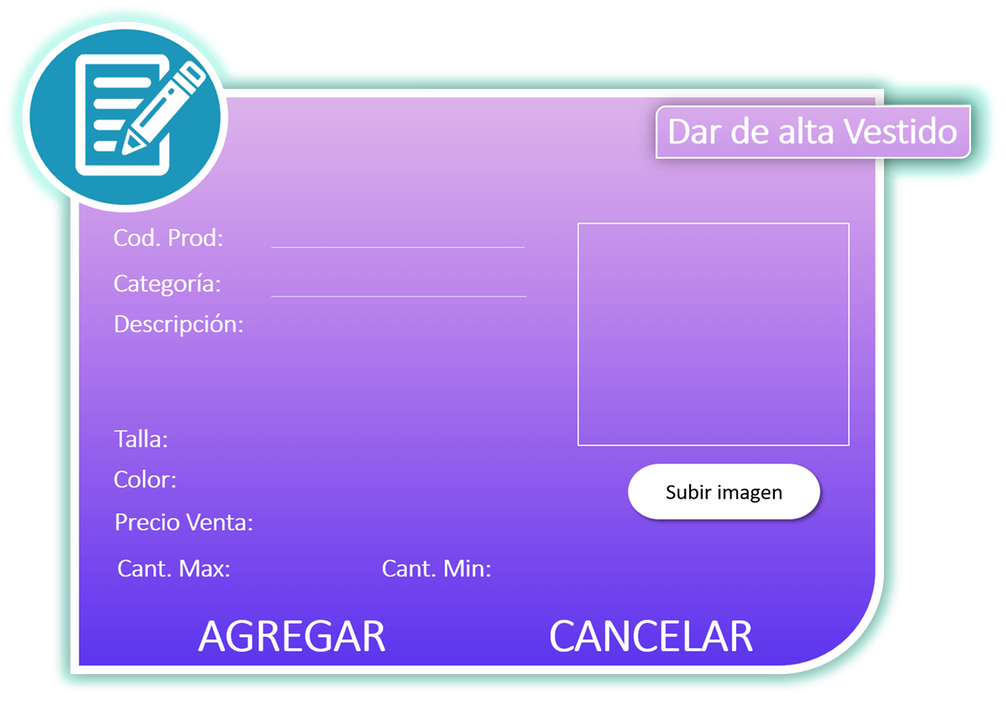 Dar de alta Vestido
Cod. Prod:
Categoría:
Descripción:
Talla:
Color:
Subir imagen
Precio Venta:
Cant. Max: Cant. Min:
AGREGAR CANCELAR